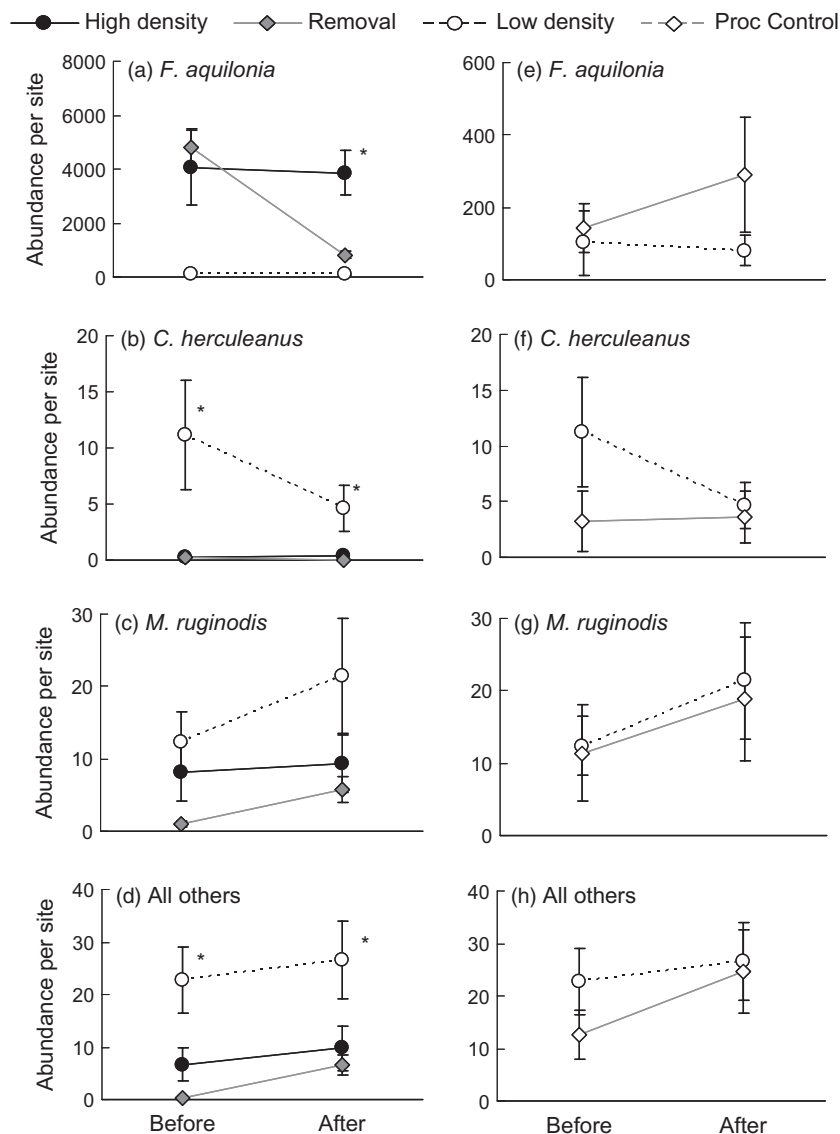 High density Removal Low density Proc Control
(a) F. aquilonia
Abundance per site
8000
6000
4000
2000
0
*
(e) F. aquilonia
600
400
200
0
(b) C. herculeanus
Abundance per site
20
15
10
5
0
*
*
(f) C. herculeanus
20
15
10
5
0
(c) M. ruginodis
Abundance per site
30
20
10
0
(g) M. ruginodis
30
20
10
0
(d) All others
Abundance per site
40
30
20
10
0
*
*
Before After
(h) All others
40
30
20
10
0
Before After